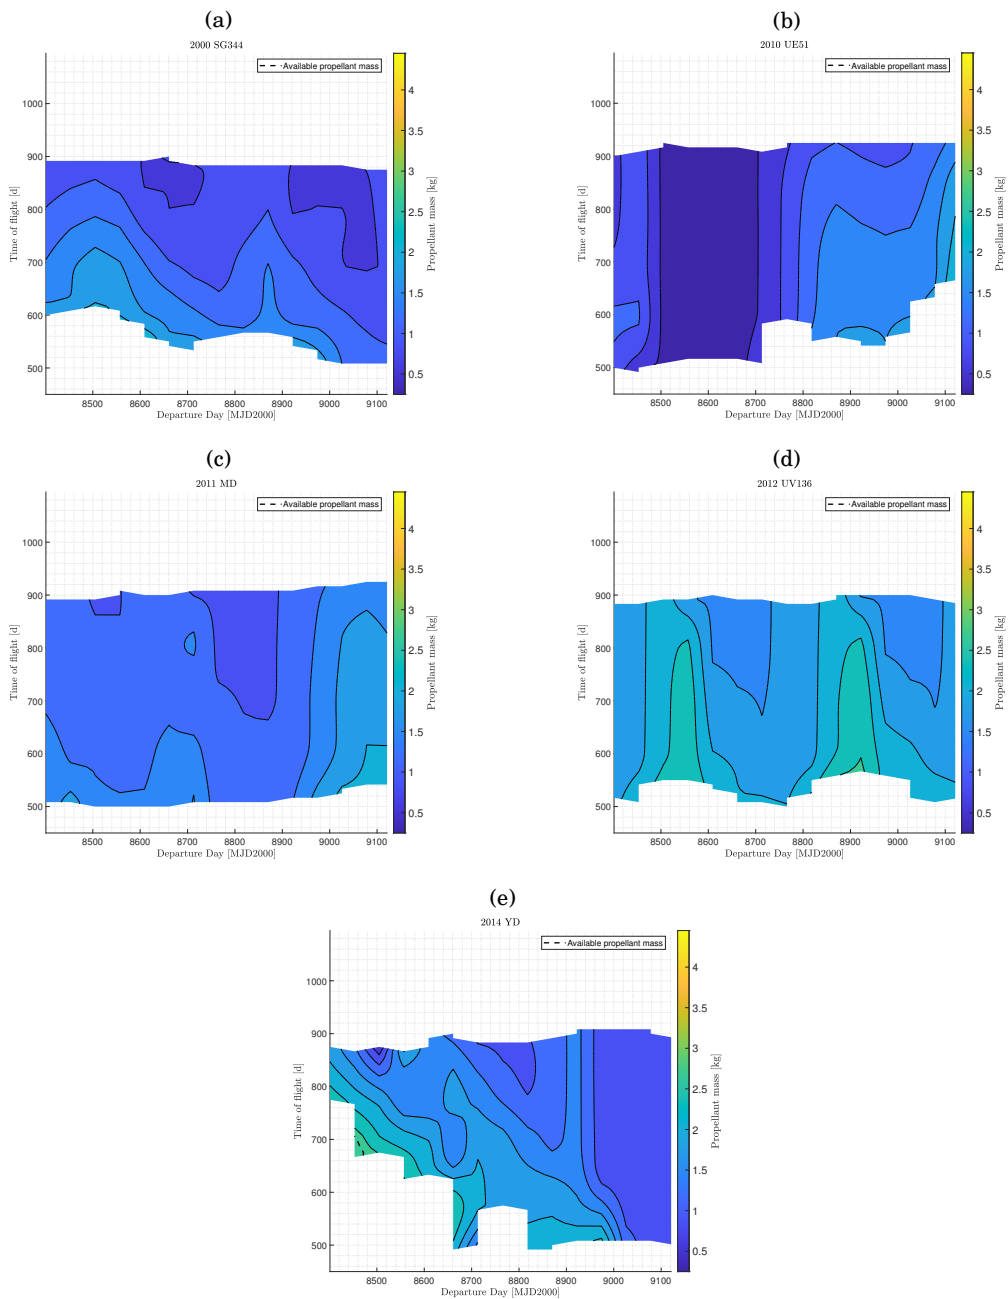 (a)
2000 SG344
Available propellant mass
Time of flight [d]
1000
900
800
700
600
500
8500 8600 8700 8800 8900 9000 9100
Departure Day [MJD2000]
4
3.5
3
2.5
2
1.5
1
0.5
Propellant mass [kg]
(b)
2010 UE51
Available propellant mass
Time of flight [d]
1000
900
800
700
600
500
8500 8600 8700 8800 8900 9000 9100
Departure Day [MJD2000]
4
3.5
3
2.5
2
1.5
1
0.5
Propellant mass [kg]
(c)
2011 MD
Available propellant mass
Time of flight [d]
1000
900
800
700
600
500
8500 8600 8700 8800 8900 9000 9100
Departure Day [MJD2000]
4
3.5
3
2.5
2
1.5
1
0.5
Propellant mass [kg]
(d)
2012 UV136
Available propellant mass
Time of flight [d]
1000
900
800
700
600
500
8500 8600 8700 8800 8900 9000 9100
Departure Day [MJD2000]
4
3.5
3
2.5
2
1.5
1
0.5
Propellant mass [kg]
(e)
2014 YD
Available propellant mass
Time of flight [d]
1000
900
800
700
600
500
8500 8600 8700 8800 8900 9000 9100
Departure Day [MJD2000]
4
3.5
3
2.5
2
1.5
1
0.5
Propellant mass [kg]